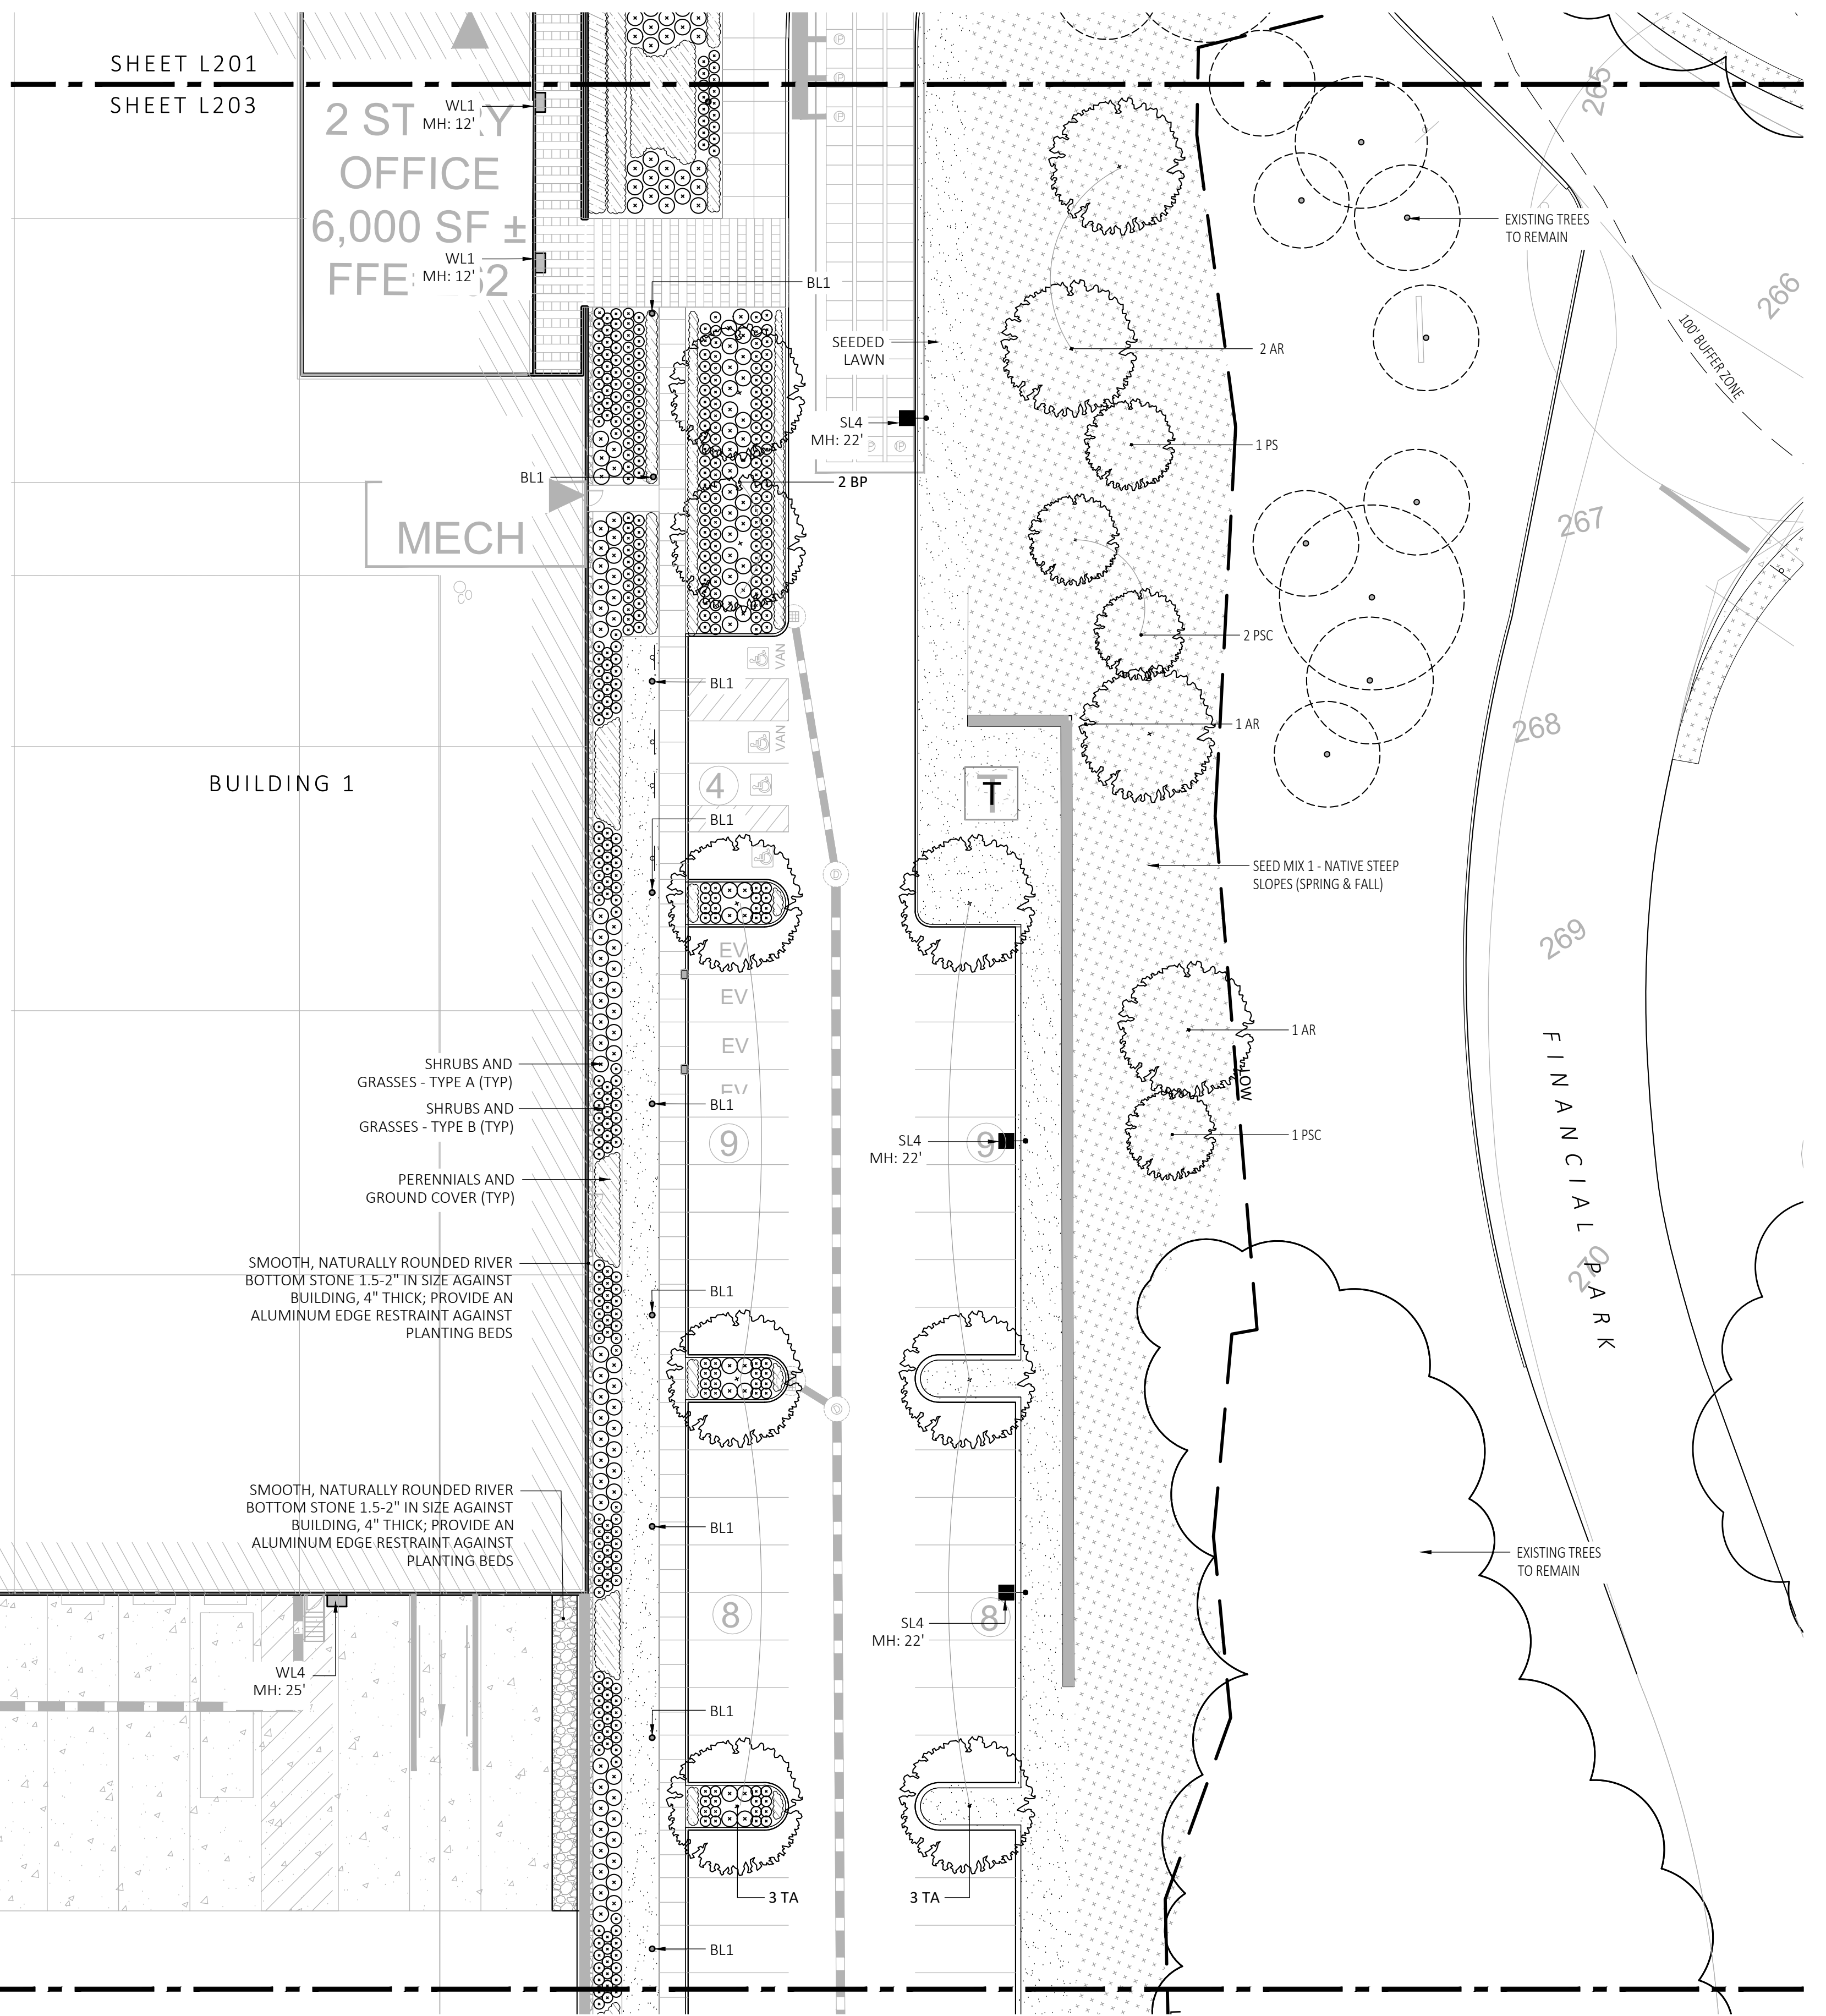 SHEET L201
SHEET L203
WL1
MH: 12'
2 ST
Y
OFFICE
6,000 SF ±
WL1
MH: 12'
FFE
2
EXISTING TREES
TO REMAIN
265
266
100' BUFFER ZONE
BL1
SEEDED
LAWN
2 AR
SL4
MH: 22'
1 PS
BL1
2 BP
MECH
267
2 PSC
VAN
BL1
VAN
1 AR
268
BUILDING 1
4
T
BL1
D
SEED MIX 1 - NATIVE STEEP
SLOPES (SPRING & FALL)
269
EV
EV
EV
EV
1 AR
LOW
FINANCIAL PARK
SHRUBS AND
GRASSES - TYPE A (TYP)
SHRUBS AND
GRASSES - TYPE B (TYP)
BL1
9
SL4
MH: 22'
9
1 PSC
PERENNIALS AND
GROUND COVER (TYP)
SMOOTH, NATURALLY ROUNDED RIVER
BOTTOM STONE 1.5-2" IN SIZE AGAINST
BUILDING, 4" THICK; PROVIDE AN
ALUMINUM EDGE RESTRAINT AGAINST
PLANTING BEDS
BL1
270
D
SMOOTH, NATURALLY ROUNDED RIVER
BOTTOM STONE 1.5-2" IN SIZE AGAINST
BUILDING, 4" THICK; PROVIDE AN
ALUMINUM EDGE RESTRAINT AGAINST
PLANTING BEDS
BL1
EXISTING TREES
TO REMAIN
8
SL4
MH: 22'
8
WL4
MH: 25'
BL1
3 TA
3 TA
BL1